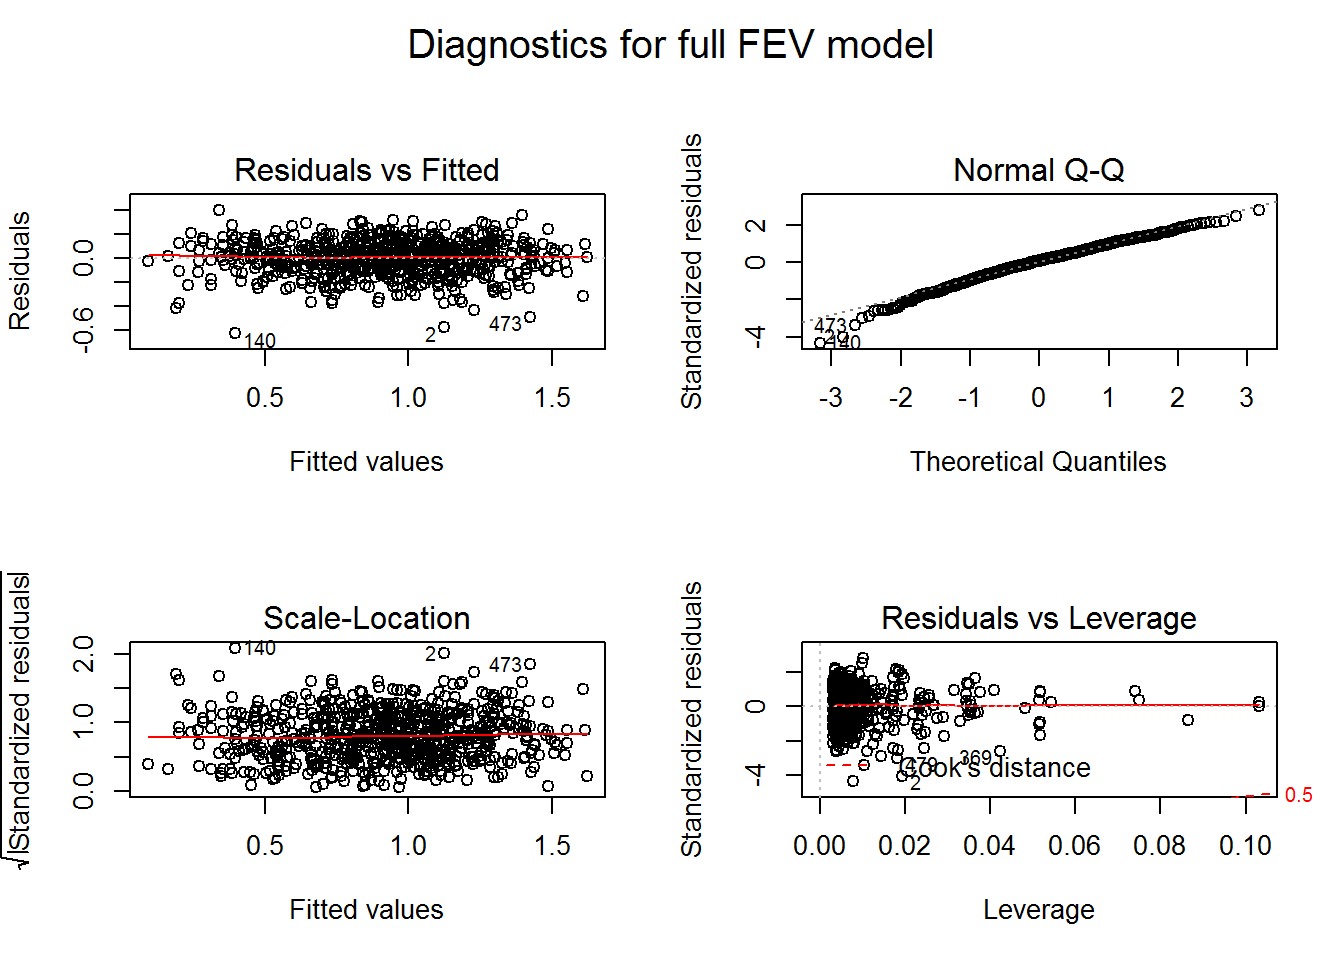 Diagnostics for full FEV model
Residuals vs Fitted
Residuals
0.0
-0.6
140
2
473
0.5 1.0 1.5
Fitted values
Normal Q-Q
Standardized residuals
2
0
-4
473
2
140
-3 -2 -1 0 1 2 3
Theoretical Quantiles
Scale-Location
√|Standardized residuals|
2.0
1.0
0.0
140
2
473
0.5 1.0 1.5
Fitted values
Residuals vs Leverage
Standardized residuals
0
-4
369
2
Cook's distance
0.5
0.00 0.02 0.04 0.06 0.08 0.10
Leverage